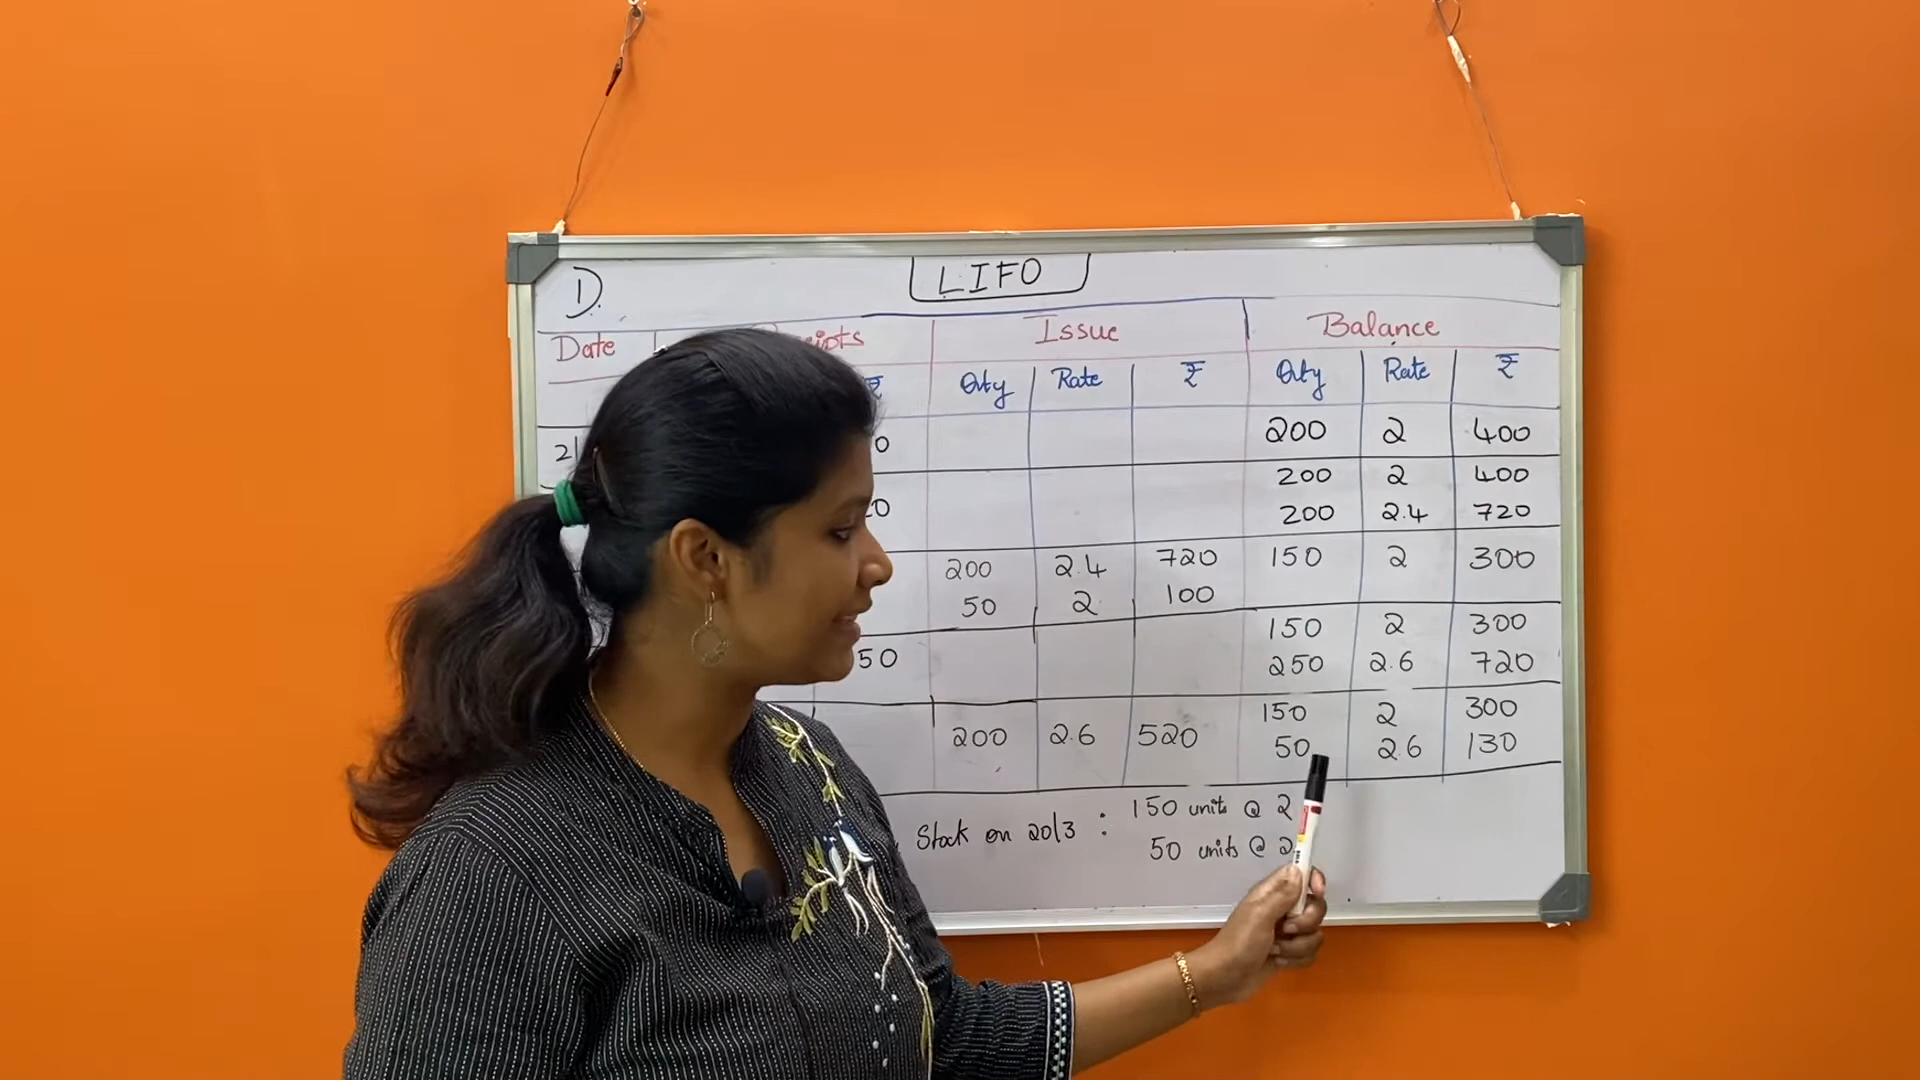 D.
LIFO
Date Issue Balance
₹ Qty Rate ₹ Qty Rate ₹
2/ 0 200 2 400
200 2 400
20 200 2.4 720
200 2.4 720 150 2 300
50 2 100
150 2 300
50 250 2.6 720
150 2 300
200 2.6 520 50 2.6 130
Stock on 20/3 : 150 units @ 2
50 units @ 2